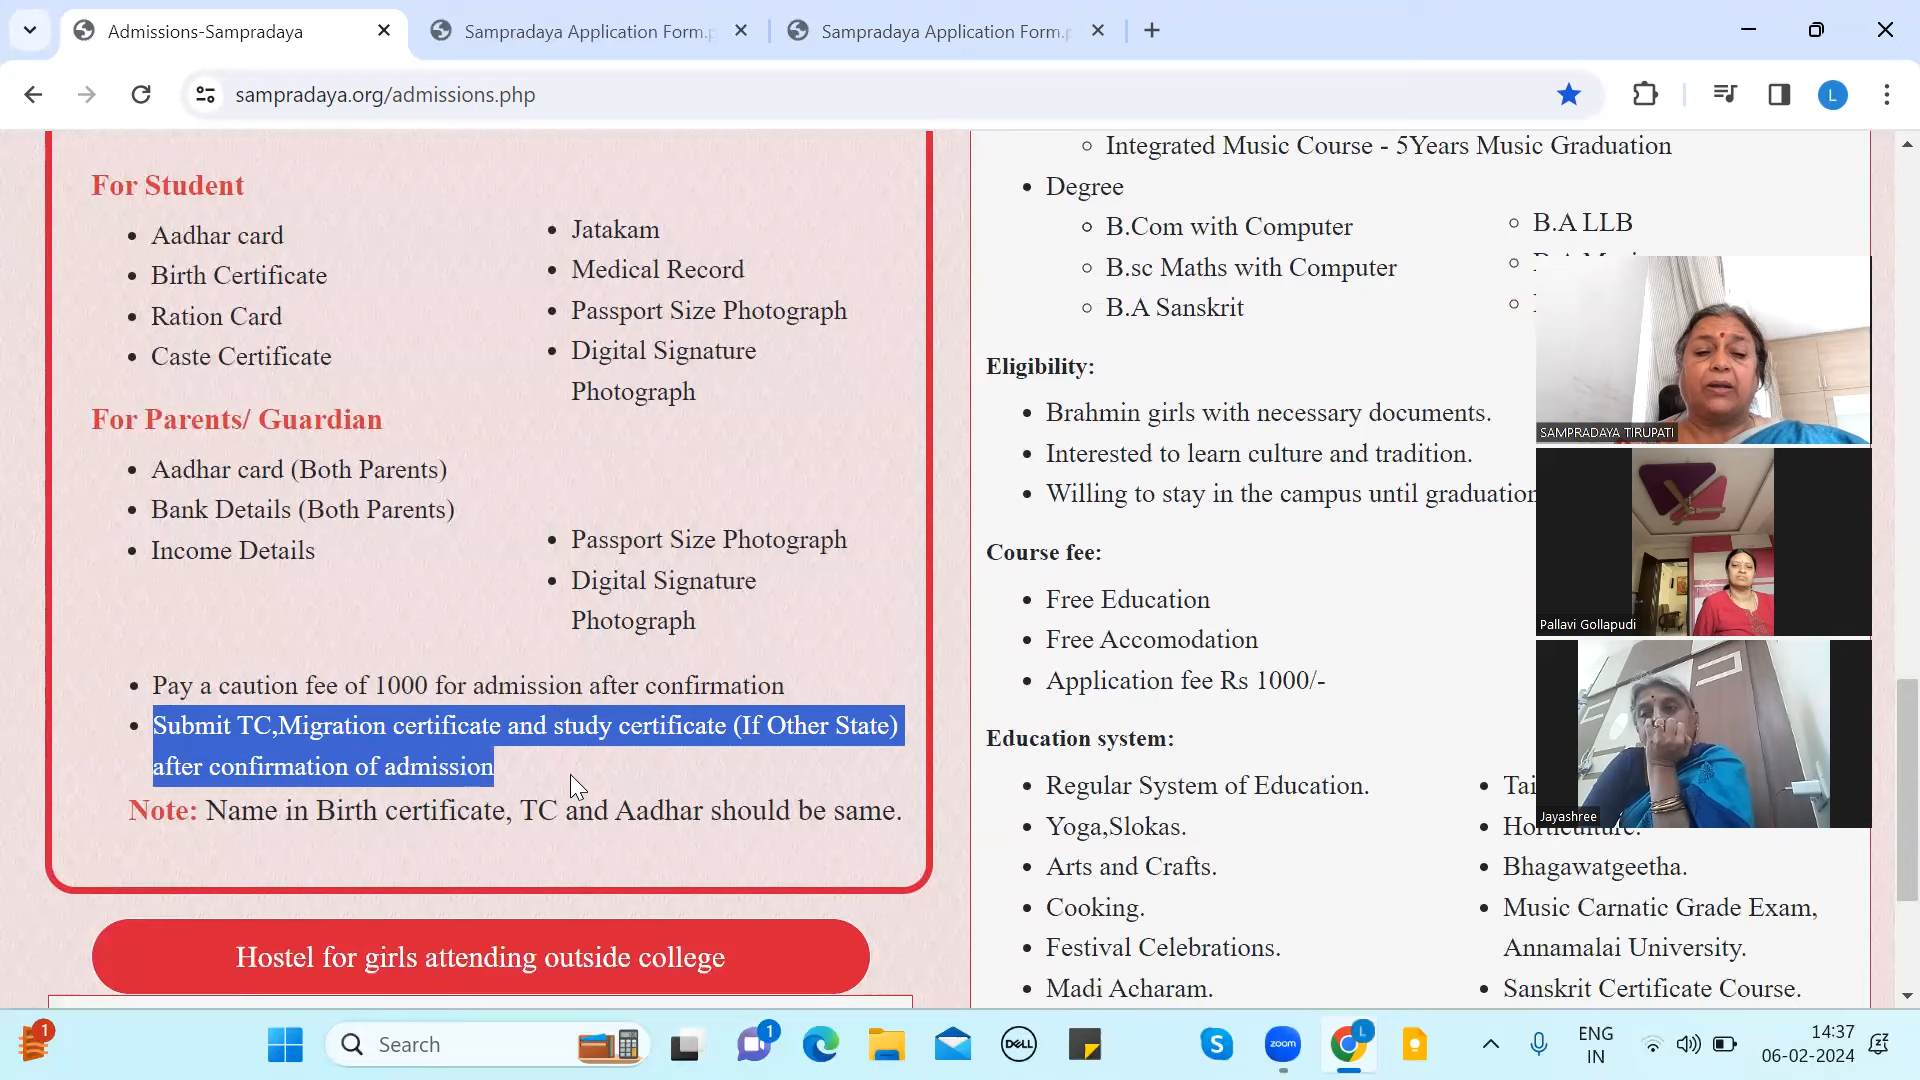 Admissions-Sampradaya
Sampradaya Application Form.p
Sampradaya Application Form.p
sampradaya.org/admissions.php
L
For Student
Aadhar card
Birth Certificate
Ration Card
Caste Certificate
Jatakam
Medical Record
Passport Size Photograph
Digital Signature
Photograph
For Parents/ Guardian
Aadhar card (Both Parents)
Bank Details (Both Parents)
Income Details
Passport Size Photograph
Digital Signature
Photograph
Pay a caution fee of 1000 for admission after confirmation
Submit TC,Migration certificate and study certificate (If Other State)
after confirmation of admission
Note: Name in Birth certificate, TC and Aadhar should be same.
Hostel for girls attending outside college
Integrated Music Course - 5Years Music Graduation
Degree
B.Com with Computer
B.sc Maths with Computer
B.A Sanskrit
B.A LLB
Eligibility:
Brahmin girls with necessary documents.
Interested to learn culture and tradition.
Willing to stay in the campus until graduation
Course fee:
Free Education
Free Accomodation
Application fee Rs 1000/-
Education system:
Regular System of Education.
Yoga,Slokas.
Arts and Crafts.
Cooking.
Festival Celebrations.
Madi Acharam.
Tai
Horticulture.
Bhagawatgeetha.
Music Carnatic Grade Exam,
Annamalai University.
Sanskrit Certificate Course.
SAMPRADAYA TIRUPATI
Pallavi Gollapudi
Jayashree
1
Search
1
DELL
S
zoom
L
ENG
IN
14:37
06-02-2024